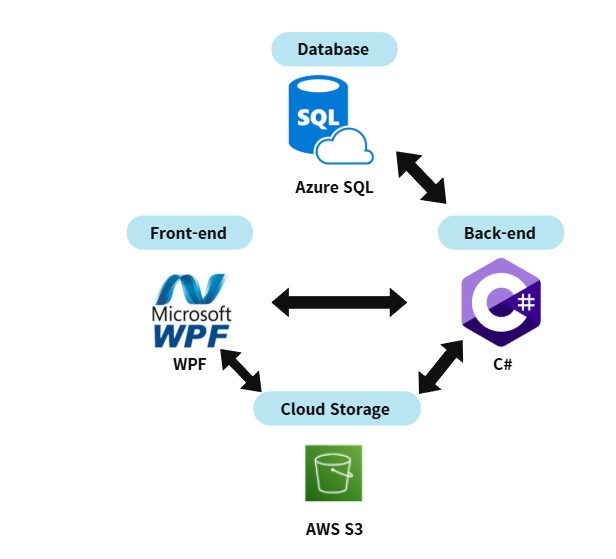 Database
SQL
Azure SQL
Front-end
Back-end
Microsoft
WPF
C#
WPF
C#
Cloud Storage
AWS S3